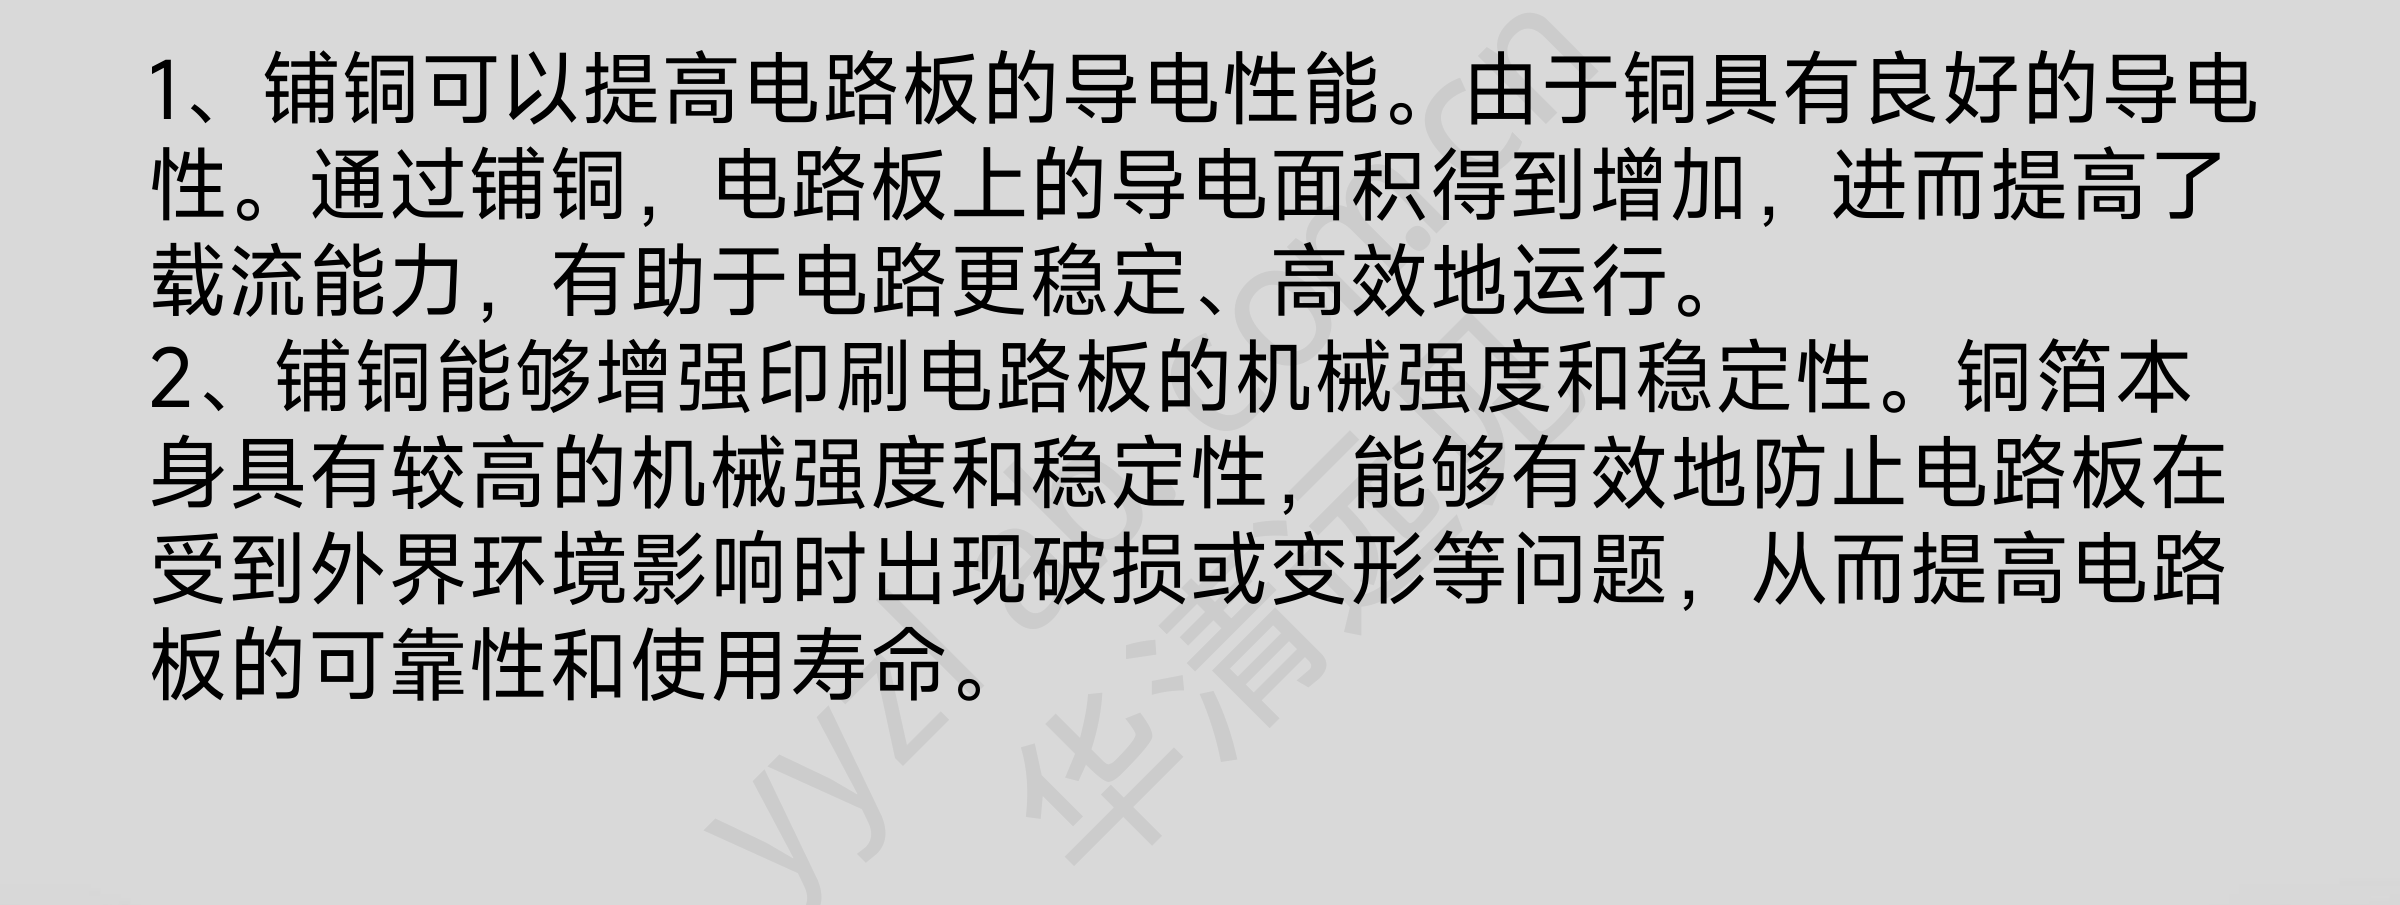 1、铺铜可以提高电路板的导电性能。由于铜具有良好的导电
性。通过铺铜，电路板上的导电面积得到增加，进而提高了
载流能力，有助于电路更稳定、高效地运行。
2、铺铜能够增强印刷电路板的机械强度和稳定性。铜箔本
身具有较高的机械强度和稳定性，能够有效地防止电路板在
受到外界环境影响时出现破损或变形等问题，从而提高电路
板的可靠性和使用寿命。
华清远见